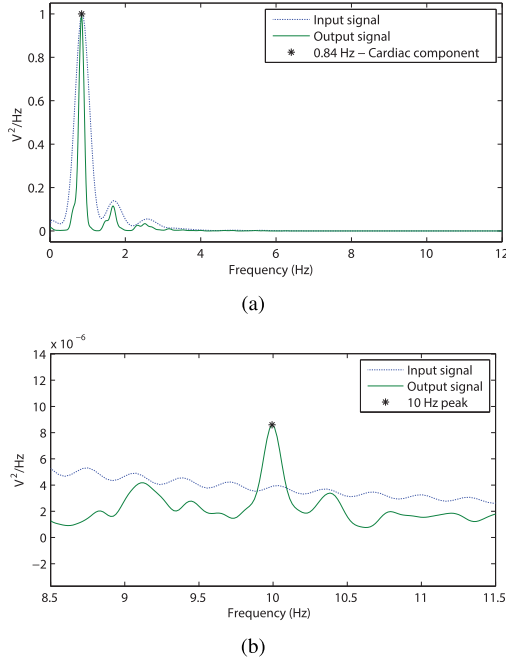 1
0.8
0.6
0.4
0.2
0
V²/Hz
0 2 4 6 8 10 12
Frequency (Hz)
Input signal
Output signal
0.84 Hz – Cardiac component
(a)
x 10⁻⁶
14
12
10
8
6
4
2
0
−2
V²/Hz
8.5 9 9.5 10 10.5 11 11.5
Frequency (Hz)
Input signal
Output signal
10 Hz peak
(b)